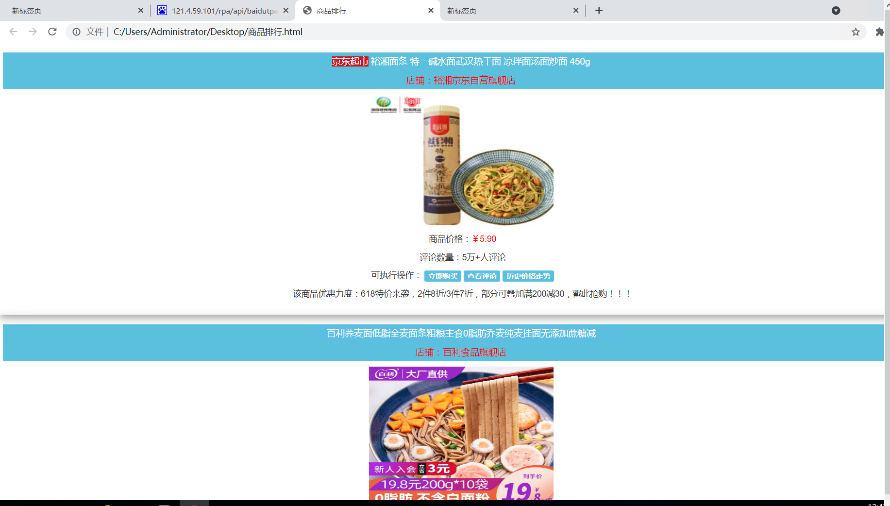 新标签页
121.4.59.101/rpa/api/baidutpe
商品排行
新标签页
文件 | C:/Users/Administrator/Desktop/商品排行.html
京东超市 裕湘面条 特一碱水面武汉热干面 凉拌面汤面炒面 450g
店铺：裕湘京东自营旗舰店
裕湘
特
商品价格：￥5.90
评论数量：5万+人评论
可执行操作： 立即购买 查看评论 历史价格走势
该商品优惠力度：618特价来袭，2件8折/3件7折，部分可叠加满200减30，戳此抢购！！！
百利荞麦面低脂全麦面条粗粮主食0脂肪荞麦纯麦挂面无添加蔗糖减
店铺：百利食品旗舰店
大厂直供
新人入会 3元
到手价
19.8元200g*10袋
19.8
0脂肪 不含白面粉